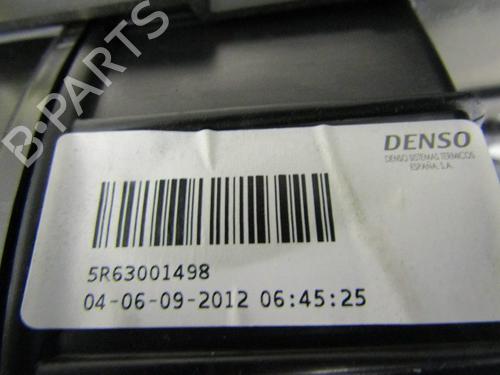 B-PARTS
DENSO
DENSO SISTEMAS TERMICOS
ESPAÑA, S.A.
5R63001498
04-06-09-2012 06:45:25